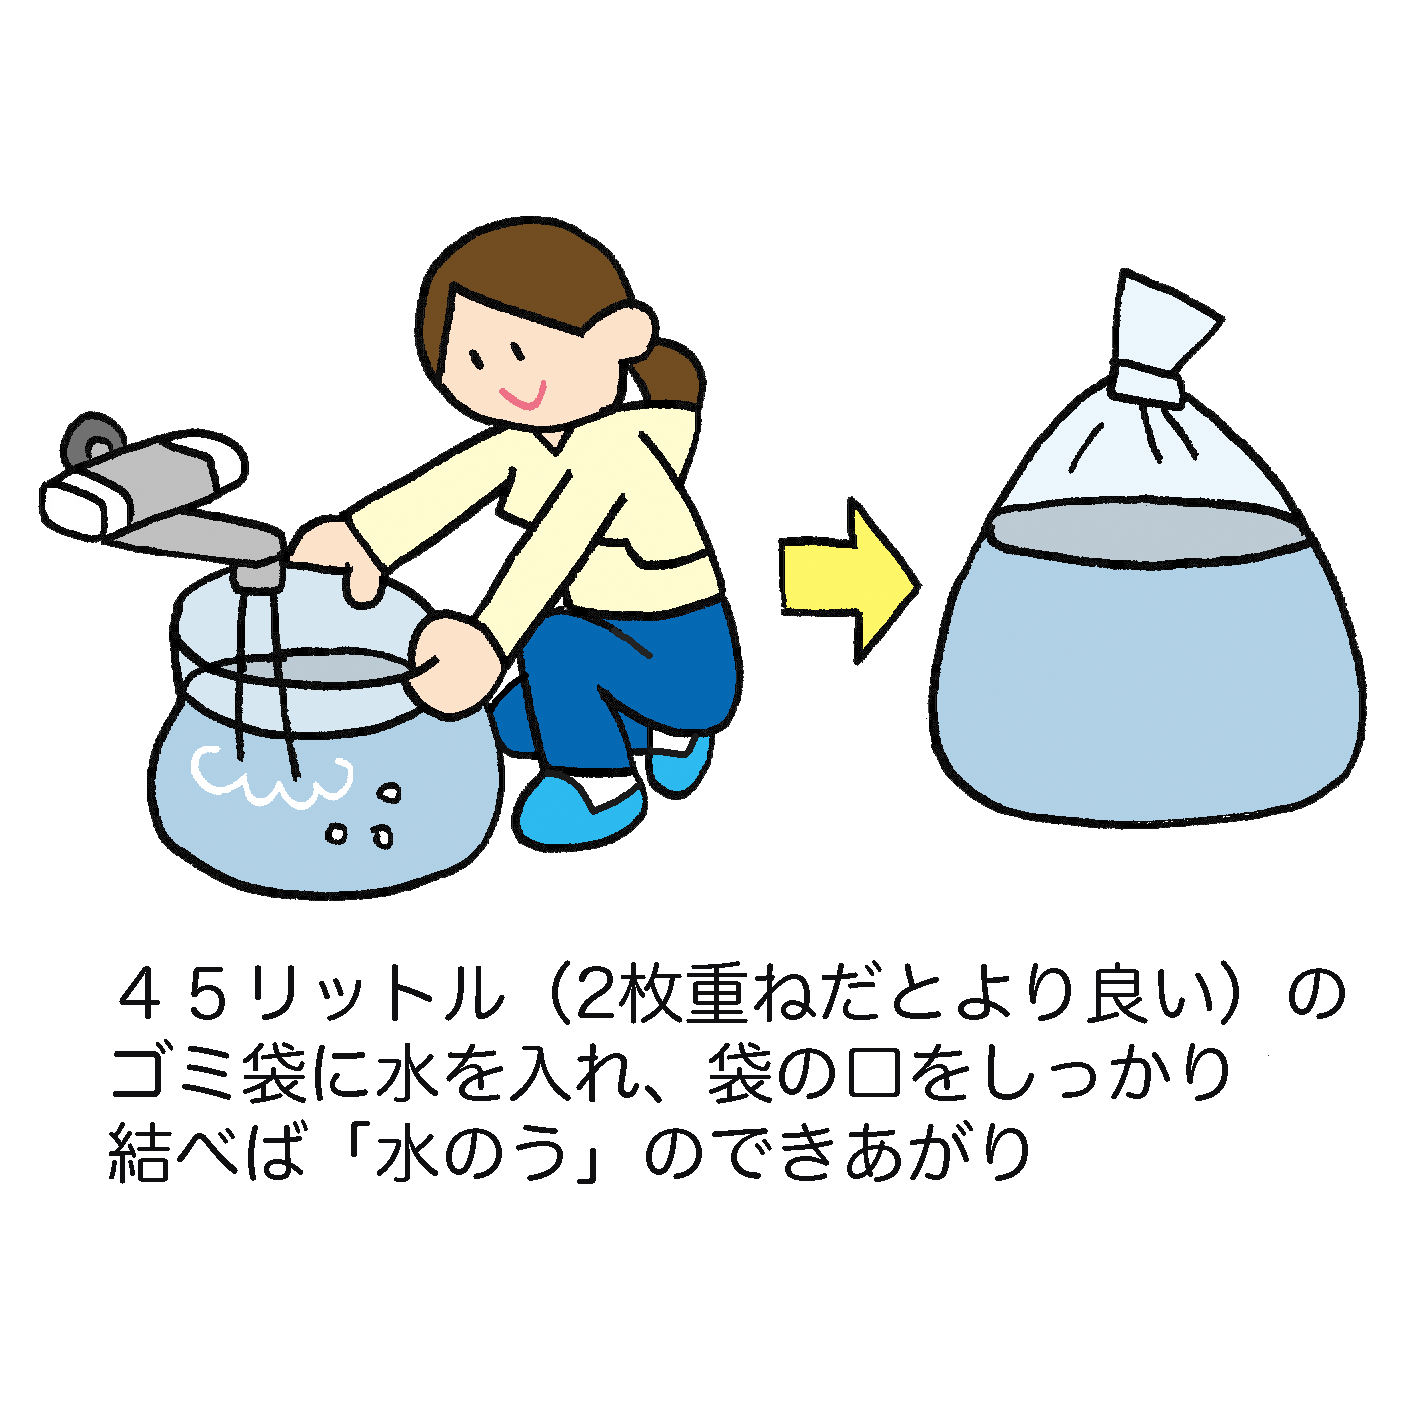 ４５リットル（2枚重ねだとより良い）の
ゴミ袋に水を入れ、袋の口をしっかり
結べば「水のう」のできあがり